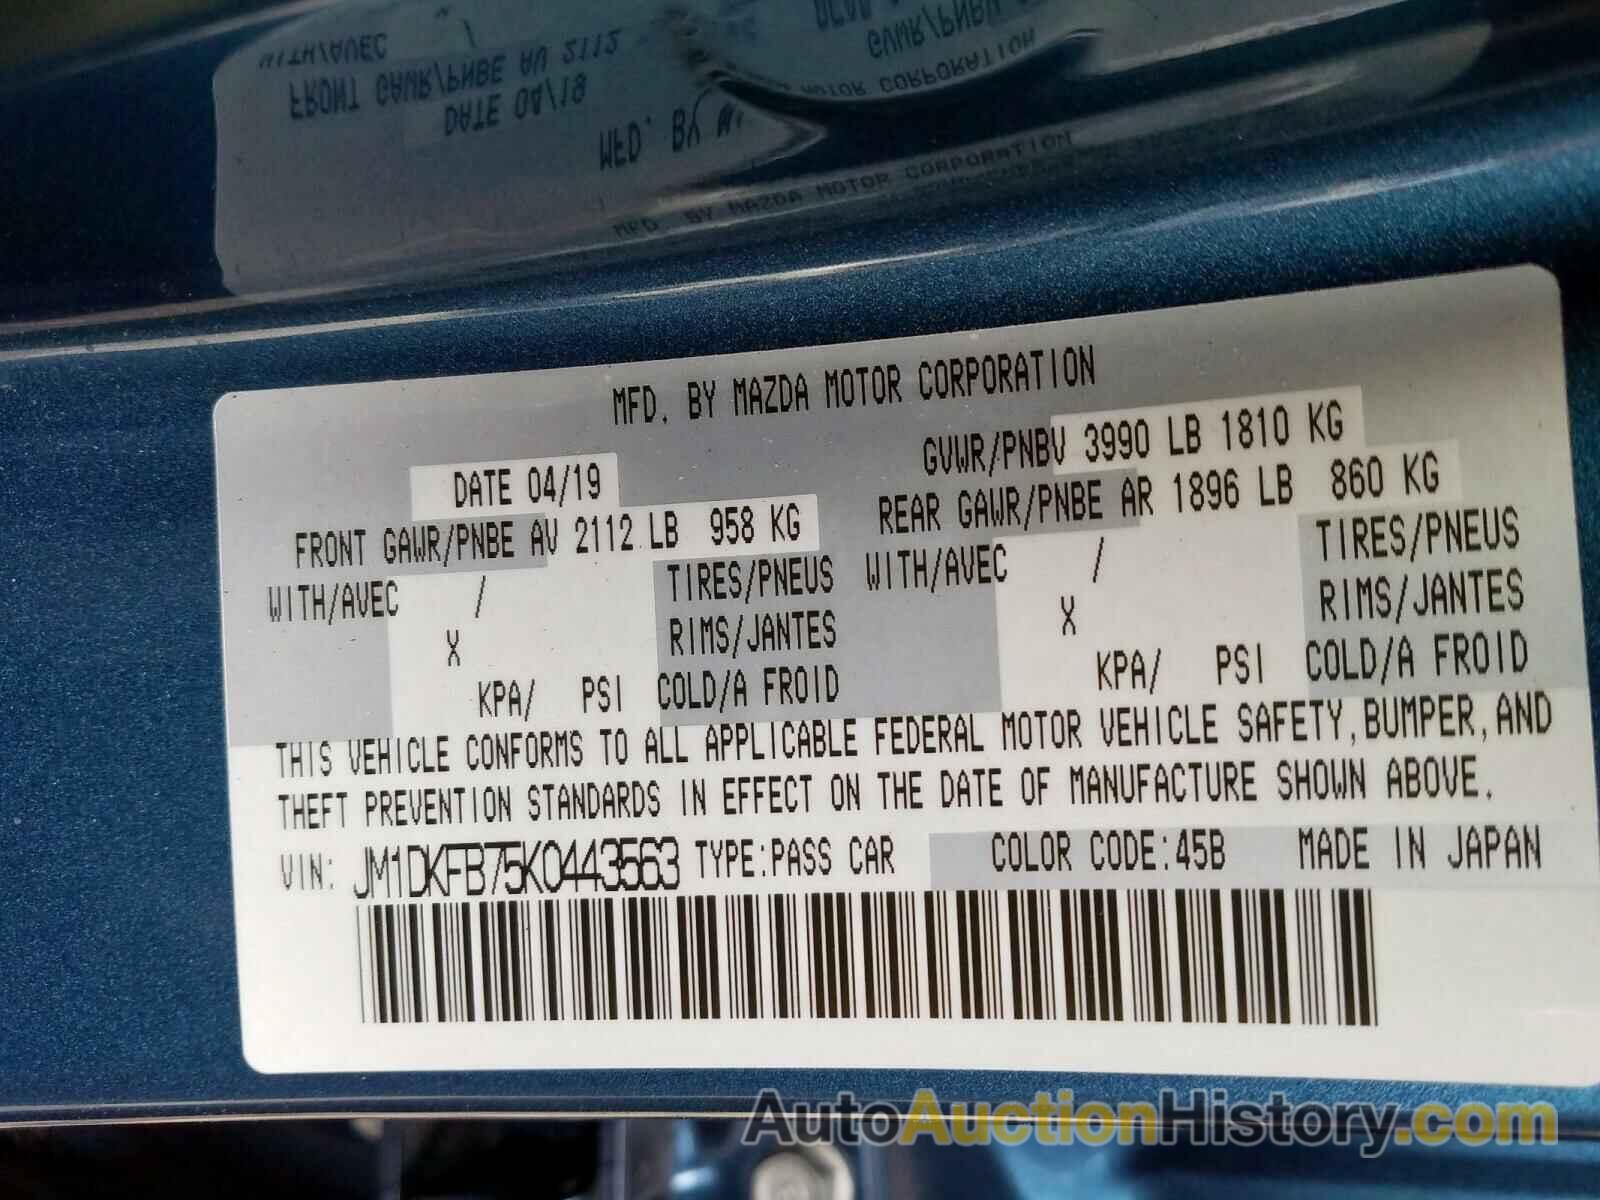 MFD. BY MAZDA MOTOR CORPORATION
DATE 04/19 GVWR/PNBV 3990 LB 1810 KG
FRONT GAWR/PNBE AV 2112 LB 958 KG REAR GAWR/PNBE AR 1896 LB 860 KG
WITH/AVEC / TIRES/PNEUS WITH/AVEC / TIRES/PNEUS
X RIMS/JANTES X RIMS/JANTES
KPA/ PSI COLD/A FROID KPA/ PSI COLD/A FROID
THIS VEHICLE CONFORMS TO ALL APPLICABLE FEDERAL MOTOR VEHICLE SAFETY, BUMPER, AND
THEFT PREVENTION STANDARDS IN EFFECT ON THE DATE OF MANUFACTURE SHOWN ABOVE.
VIN: JM1DKFB75K0443563 TYPE:PASS CAR COLOR CODE:45B MADE IN JAPAN
AutoAuctionHistory.com